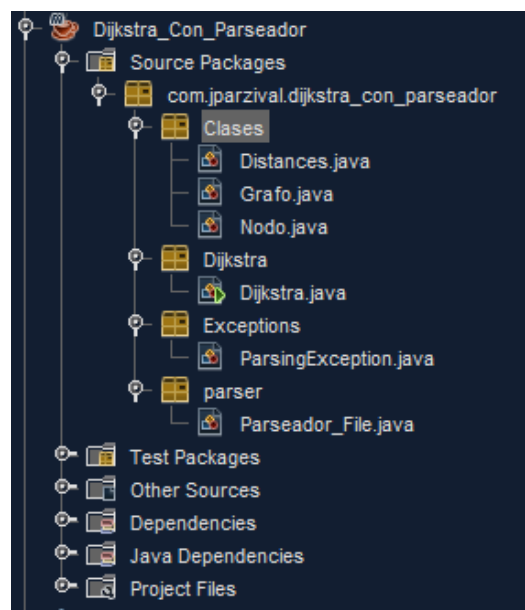 Dijkstra_Con_Parseador
Source Packages
com.jparzival.dijkstra_con_parseador
Clases
Distances.java
Grafo.java
Nodo.java
Dijkstra
Dijkstra.java
Exceptions
ParsingException.java
parser
Parseador_File.java
Test Packages
Other Sources
Dependencies
Java Dependencies
Project Files